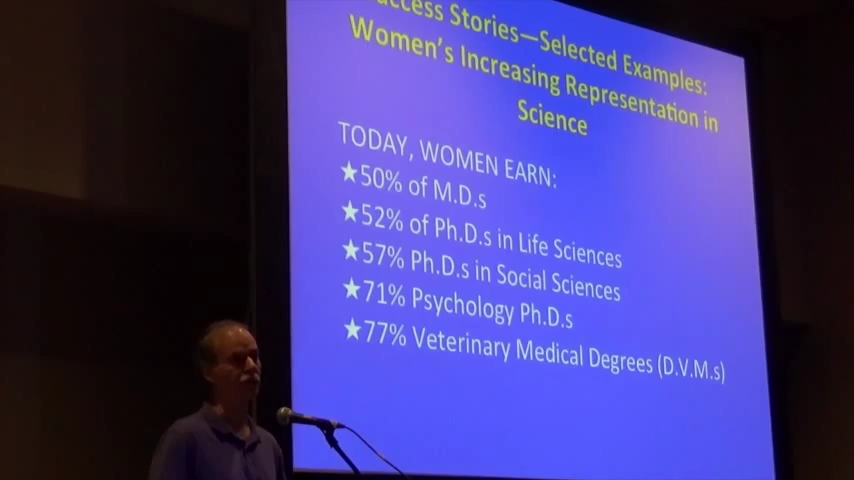 Stories—Selected Examples:
Women's Increasing Representation in
Science
TODAY, WOMEN EARN:
★50% of M.D.s
★52% of Ph.D.s in Life Sciences
★57% Ph.D.s in Social Sciences
★71% Psychology Ph.D.s
★77% Veterinary Medical Degrees (D.V.M.s)